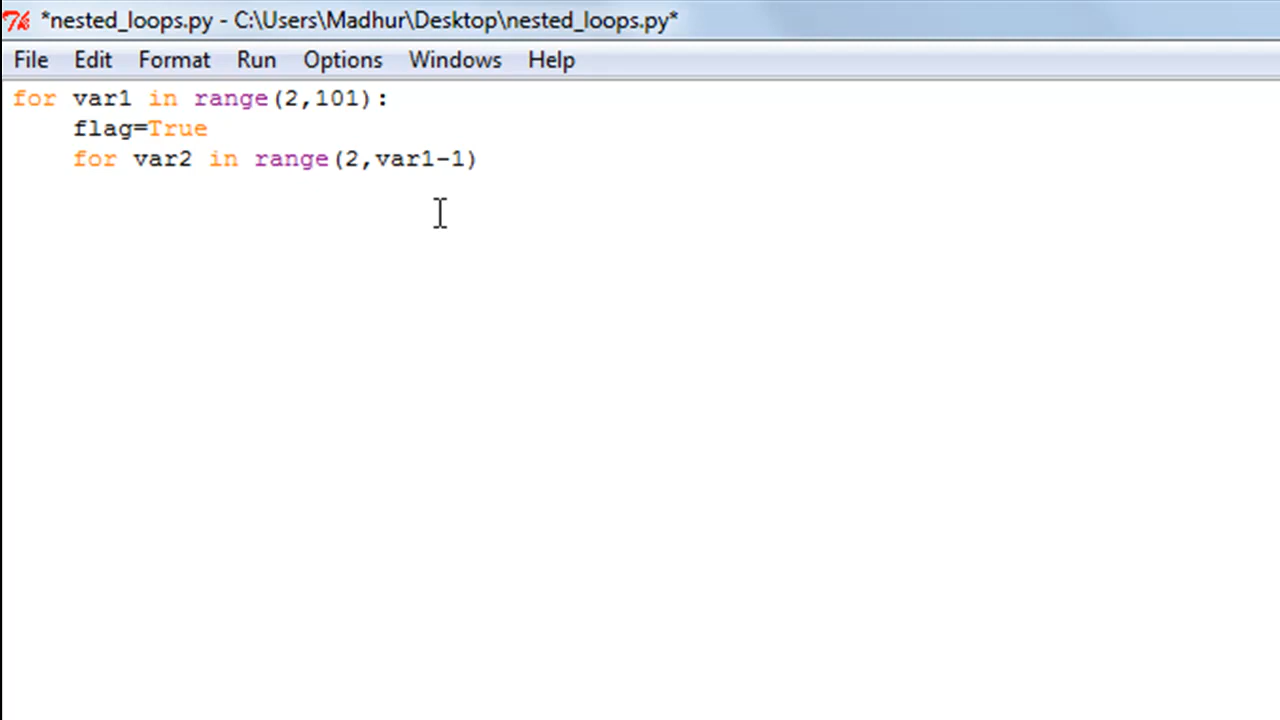 *nested_loops.py - C:\Users\Madhur\Desktop\nested_loops.py*
File Edit Format Run Options Windows Help
for var1 in range(2,101):
    flag=True
    for var2 in range(2,var1-1)